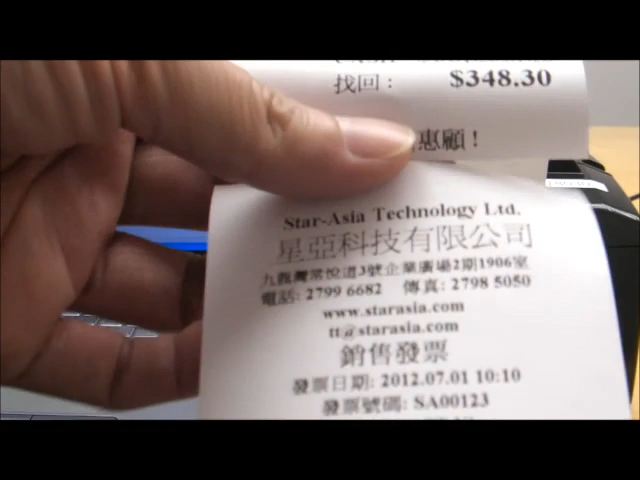 找回: $348.30
惠顧!
Star-Asia Technology Ltd.
星亞科技有限公司
九觀灣常悅道3號企業廣場2期1906室
電話: 2799 6682 傳真: 2798 5050
www.starasia.com
tt@starasia.com
銷售發票
發票日期: 2012.07.01 10:10
發票號碼: SA00123